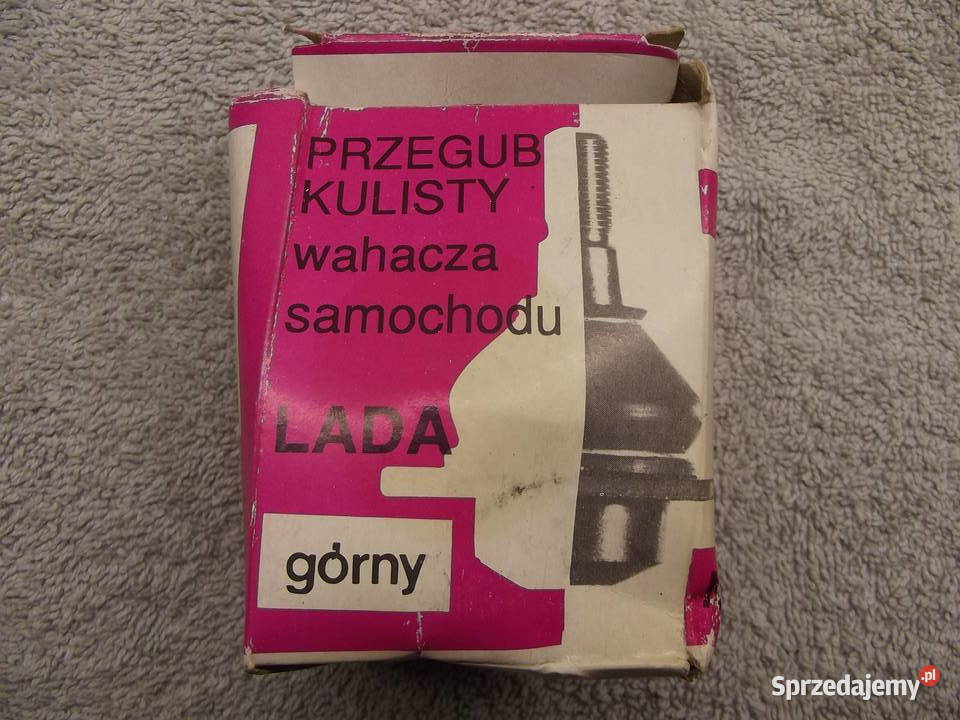 PRZEGUB
KULISTY
wahacza
samochodu
LADA
górny
Sprzedajemy.pl